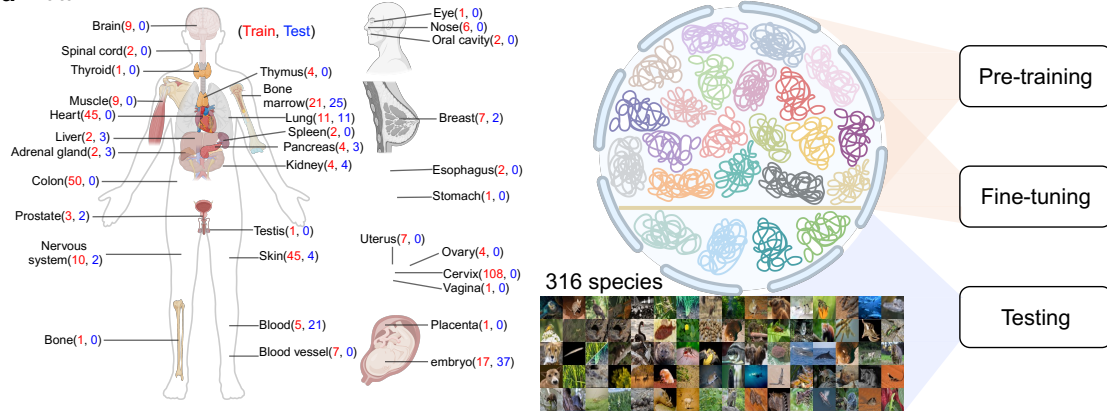 Brain(9, 0)
Spinal cord(2, 0)
Thyroid(1, 0)
(Train, Test)
Thymus(4, 0)
Bone
marrow(21, 25)
Muscle(9, 0)
Heart(45, 0)
Lung(11, 11)
Spleen(2, 0)
Liver(2, 3)
Pancreas(4, 3)
Adrenal gland(2, 3)
Kidney(4, 4)
Colon(50, 0)
Prostate(3, 2)
Testis(1, 0)
Nervous
system(10, 2)
Skin(45, 4)
Blood(5, 21)
Bone(1, 0)
Blood vessel(7, 0)
Eye(1, 0)
Nose(6, 0)
Oral cavity(2, 0)
Breast(7, 2)
Esophagus(2, 0)
Stomach(1, 0)
Uterus(7, 0)
Ovary(4, 0)
Cervix(108, 0)
Vagina(1, 0)
Placenta(1, 0)
embryo(17, 37)
316 species
Pre-training
Fine-tuning
Testing